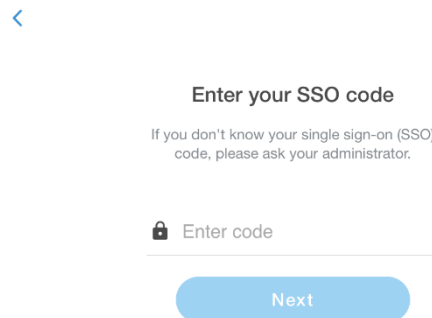 Enter your SSO code
If you don't know your single sign-on (SSO)
code, please ask your administrator.
Enter code
Next